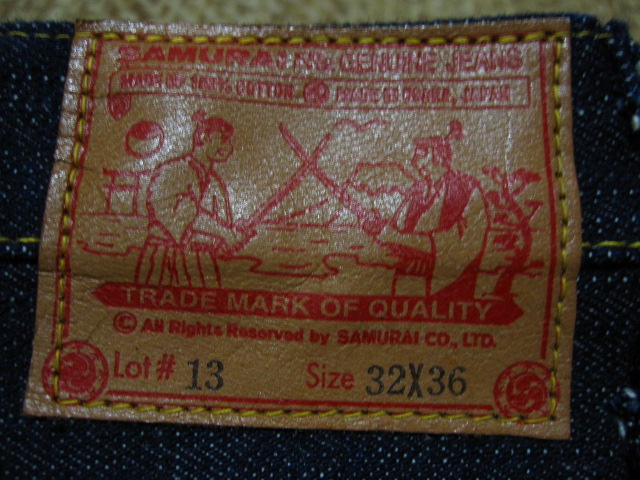 SAMURAI NO. GENUINE JEANS
MADE OF 100% COTTON MADE IN OSAKA, JAPAN
TRADE MARK OF QUALITY
© All Rights Reserved by SAMURAI CO., LTD.
Lot # 13 Size 32X36